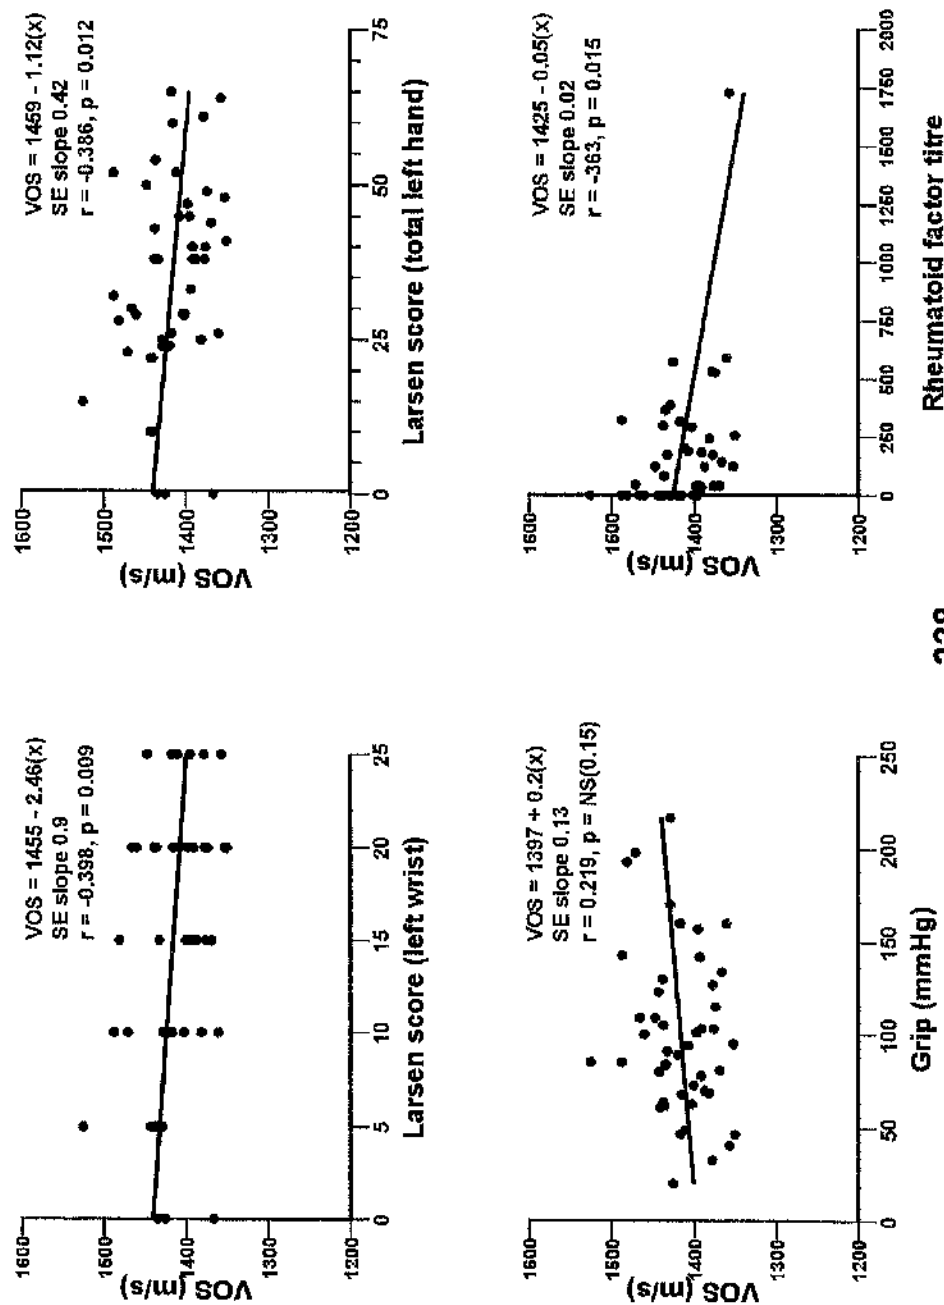 VOS = 1455 - 2.46(x)
SE slope 0.9
r = -0.398, p = 0.009
1600
1500
1400
1300
1200
VOS (m/s)
0 5 10 15 20 25
Larsen score (left wrist)
VOS = 1459 - 1.12(x)
SE slope 0.42
r = -0.386, p = 0.012
1600
1500
1400
1300
1200
VOS (m/s)
0 25 50 75
Larsen score (total left hand)
VOS = 1397 + 0.2(x)
SE slope 0.13
r = 0.219, p = NS(0.15)
1600
1500
1400
1300
1200
VOS (m/s)
0 50 100 150 200 250
Grip (mmHg)
VOS = 1425 - 0.05(x)
SE slope 0.02
r = -363, p = 0.015
1600
1500
1400
1300
1200
VOS (m/s)
0 250 500 750 1000 1250 1500 1750 2000
Rheumatoid factor titre